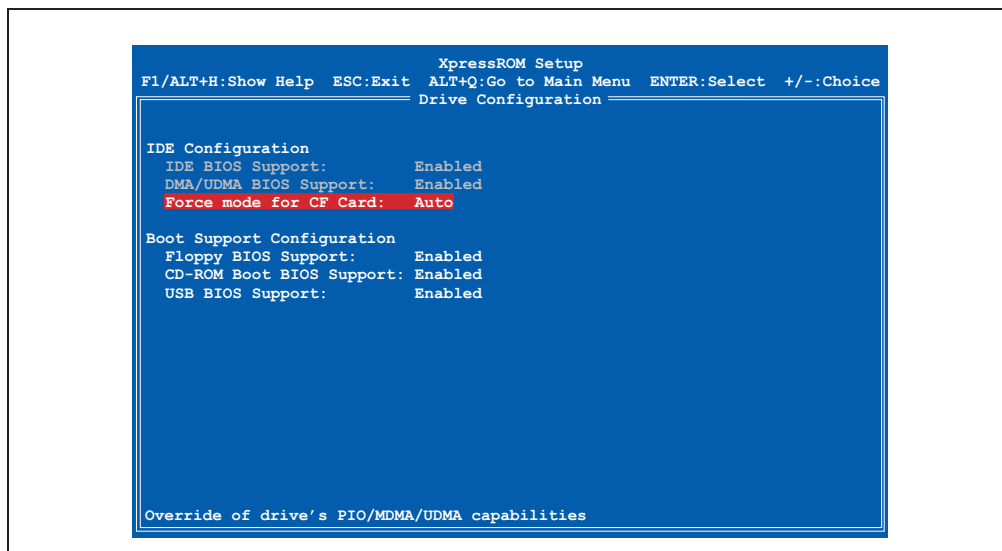 XpressROM Setup
F1/ALT+H:Show Help ESC:Exit ALT+Q:Go to Main Menu ENTER:Select +/-:Choice
Drive Configuration
IDE Configuration
IDE BIOS Support: Enabled
DMA/UDMA BIOS Support: Enabled
Force mode for CF Card: Auto
Boot Support Configuration
Floppy BIOS Support: Enabled
CD-ROM Boot BIOS Support: Enabled
USB BIOS Support: Enabled
Override of drive's PIO/MDMA/UDMA capabilities